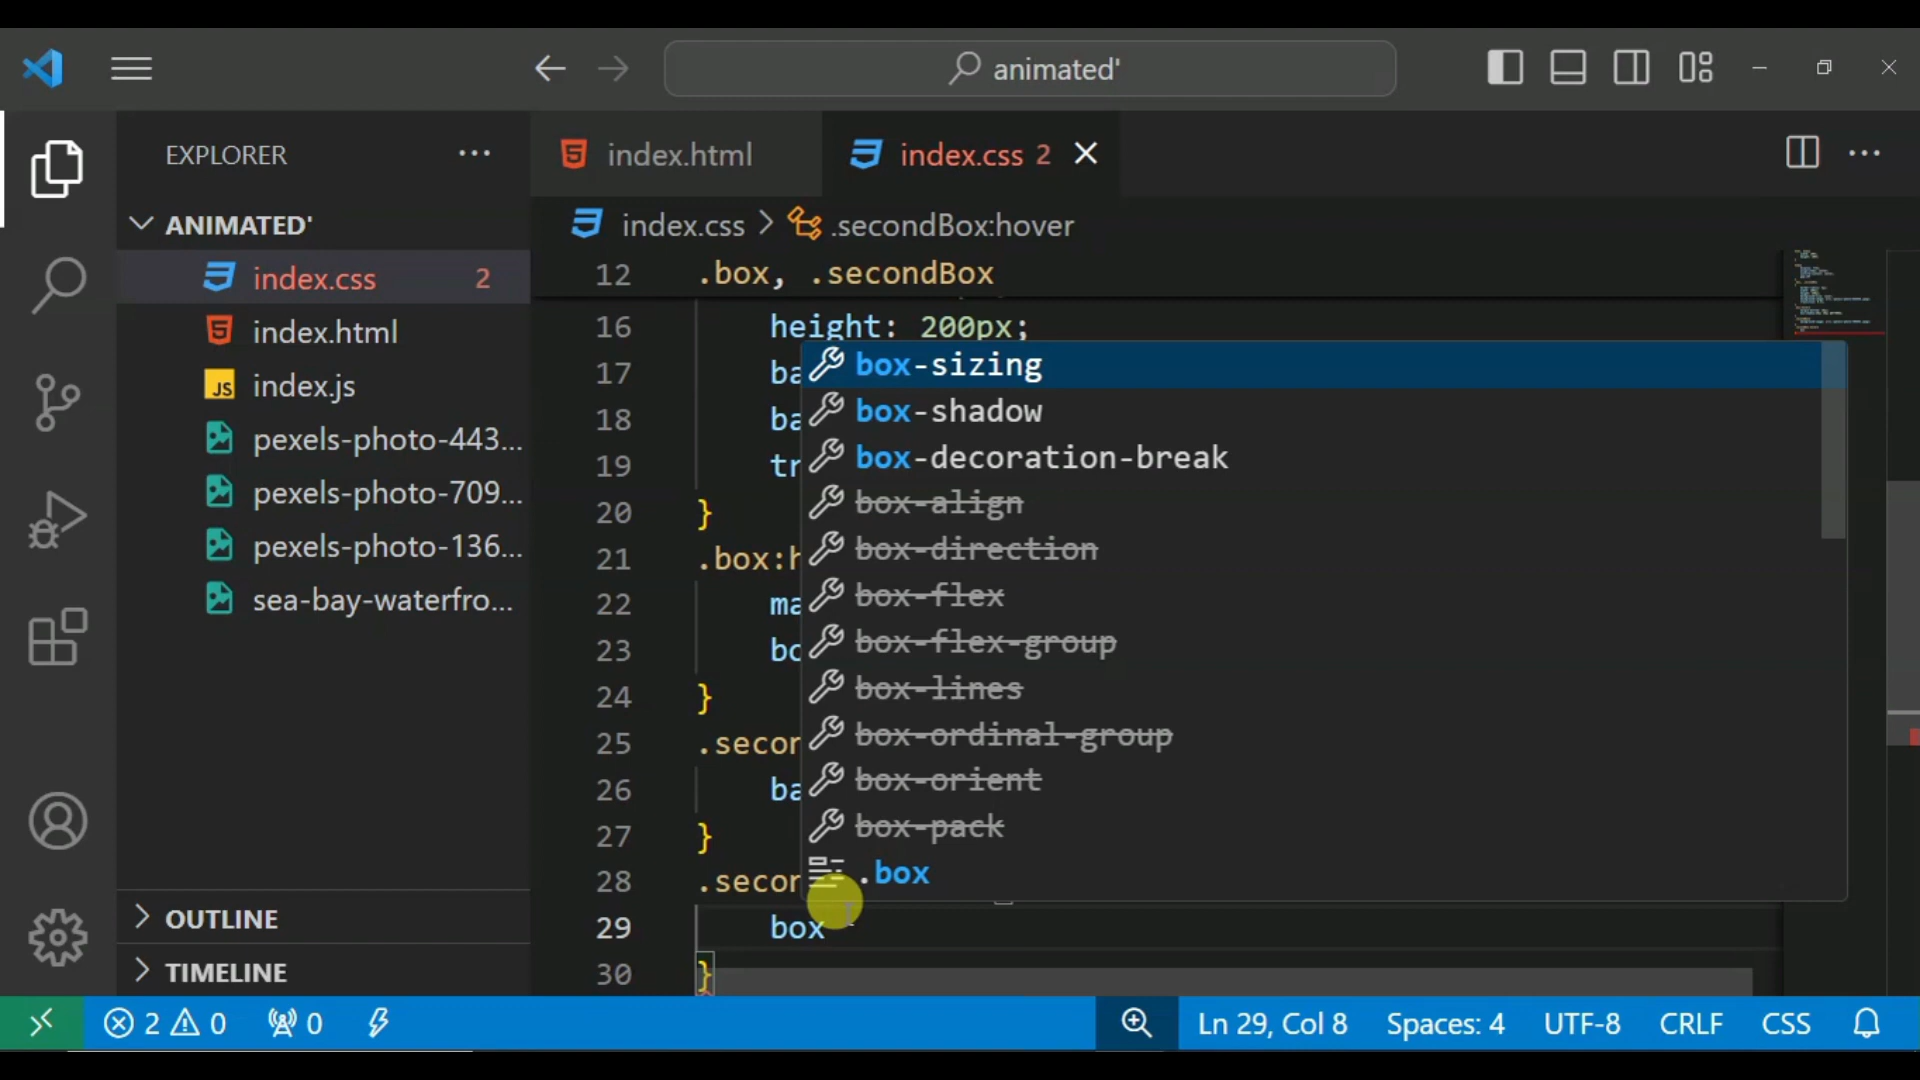 animated'
EXPLORER
index.html
index.css 2
ANIMATED'
index.css > .secondBox:hover
index.css 2
index.html
JS index.js
pexels-photo-443...
pexels-photo-709...
pexels-photo-136...
sea-bay-waterfro...
OUTLINE
TIMELINE
12 .box, .secondBox
16 height: 200px;
17 ba
18 ba
19 tr
20 }
21 .box:h
22 ma
23 bo
24 }
25 .secon
26 ba
27 }
28 .secon
29 box
30 }
box-sizing
box-shadow
box-decoration-break
box-align
box-direction
box-flex
box-flex-group
box-lines
box-ordinal-group
box-orient
box-pack
.box
2 0 0 Ln 29, Col 8 Spaces: 4 UTF-8 CRLF CSS